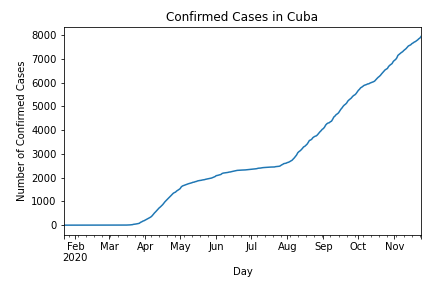 Confirmed Cases in Cuba
Number of Confirmed Cases
8000
7000
6000
5000
4000
3000
2000
1000
0
Feb Mar Apr May Jun Jul Aug Sep Oct Nov
2020
Day